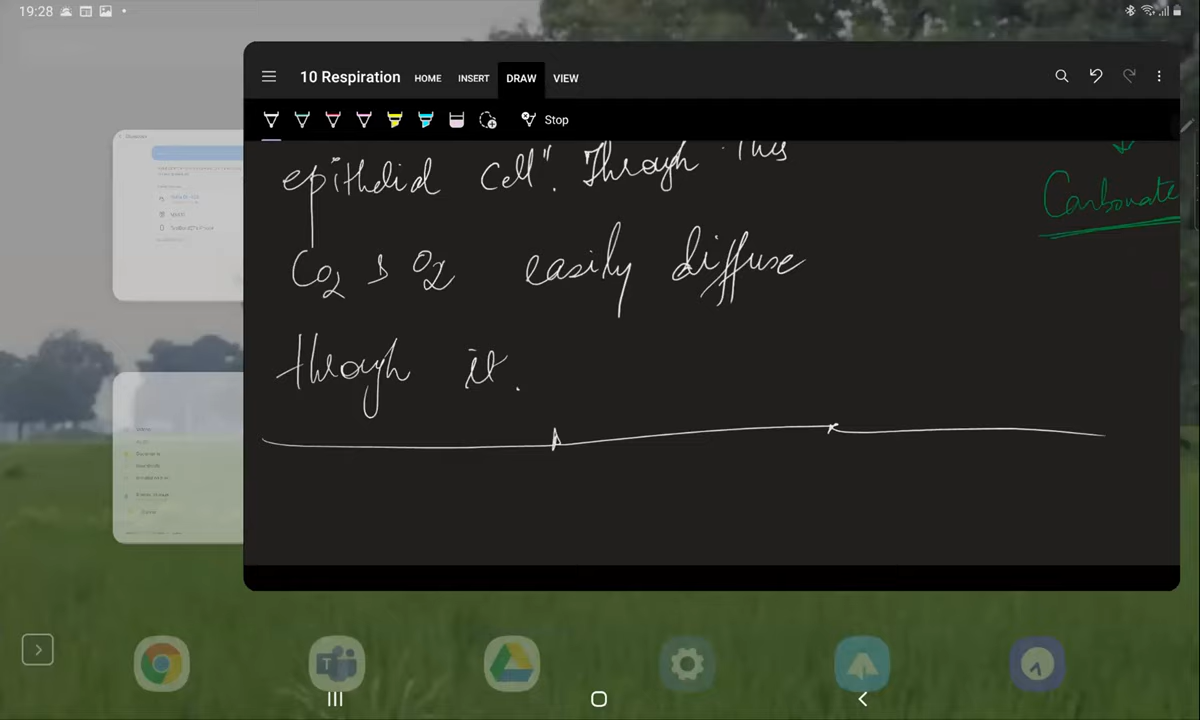 19:28
10 Respiration HOME INSERT DRAW VIEW
Stop
epithelial cell". Through This
Carbonate
CO2 & O2 easily diffuse
through it.